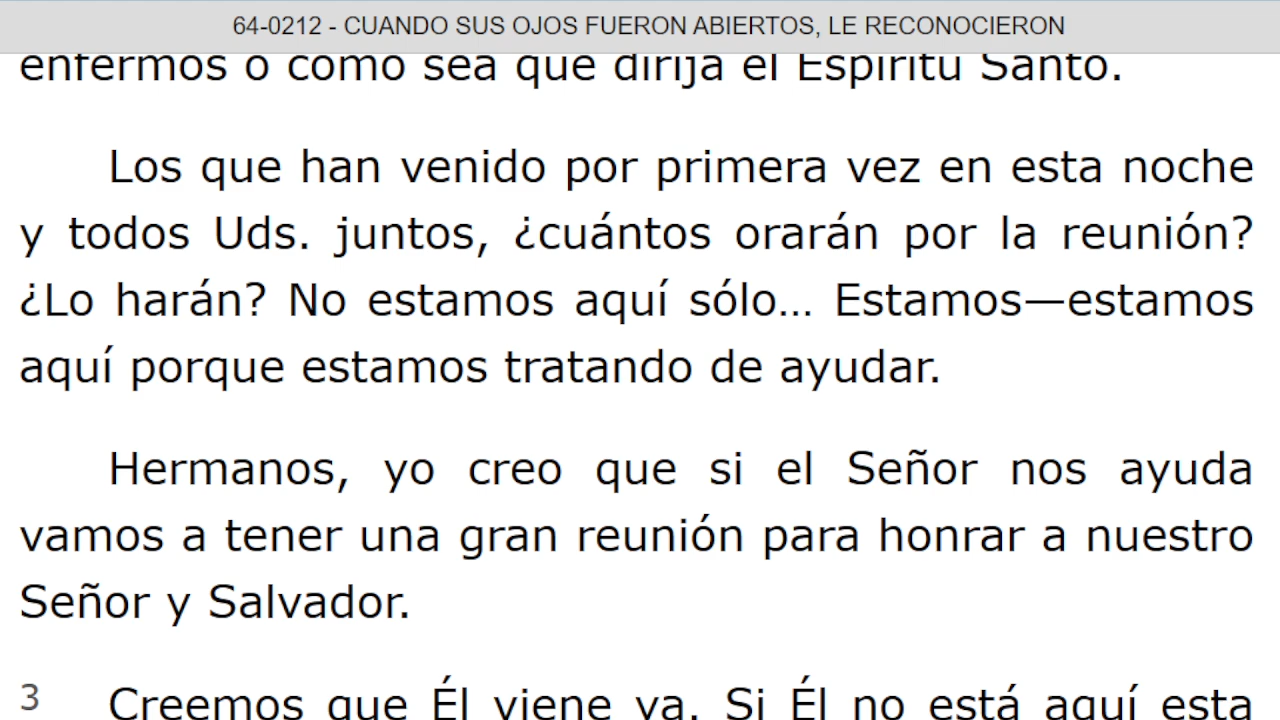 64-0212 - CUANDO SUS OJOS FUERON ABIERTOS, LE RECONOCIERON
enfermos o como sea que dirija el Espíritu Santo.
Los que han venido por primera vez en esta noche
y todos Uds. juntos, ¿cuántos orarán por la reunión?
¿Lo harán? No estamos aquí sólo… Estamos—estamos
aquí porque estamos tratando de ayudar.
Hermanos, yo creo que si el Señor nos ayuda
vamos a tener una gran reunión para honrar a nuestro
Señor y Salvador.
3 Creemos que Él viene ya. Si Él no está aquí esta